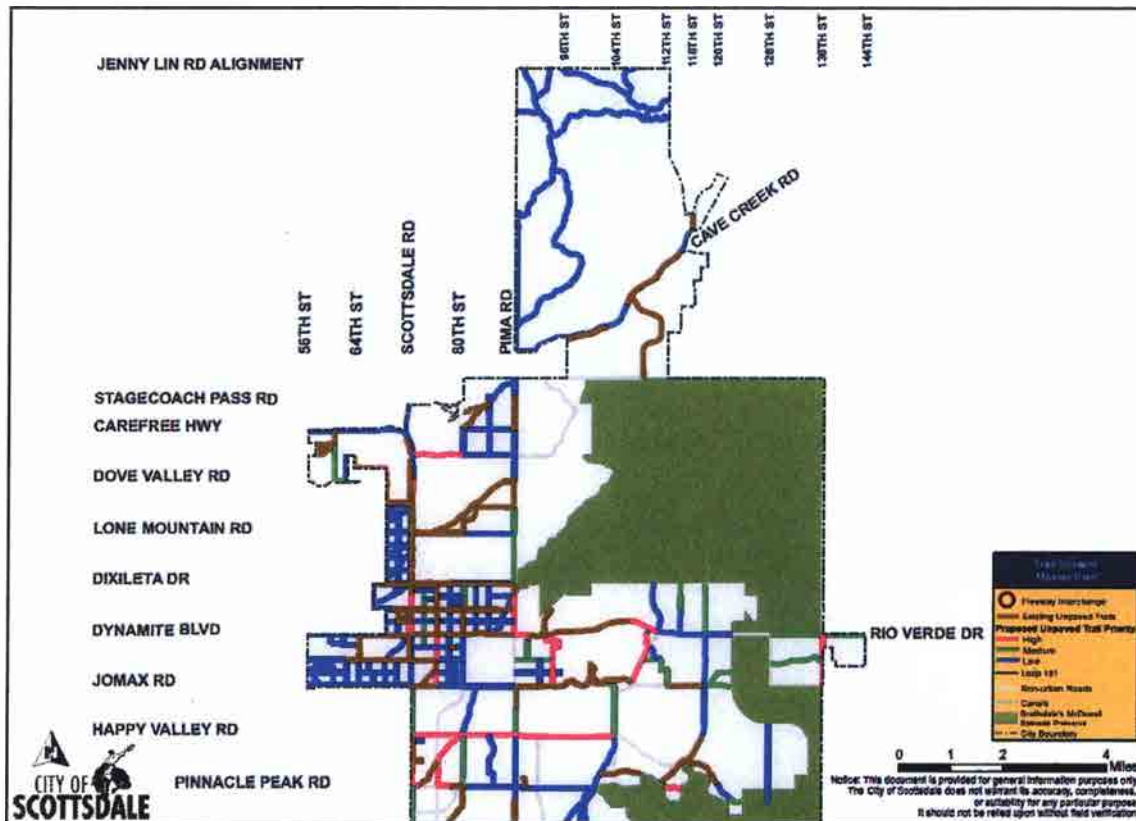 96TH ST
104TH ST
112TH ST
118TH ST
120TH ST
128TH ST
136TH ST
144TH ST
JENNY LIN RD ALIGNMENT
CAVE CREEK RD
56TH ST
64TH ST
SCOTTSDALE RD
80TH ST
PIMA RD
STAGECOACH PASS RD
CAREFREE HWY
DOVE VALLEY RD
LONE MOUNTAIN RD
DIXILETA DR
DYNAMITE BLVD
RIO VERDE DR
JOMAX RD
HAPPY VALLEY RD
PINNACLE PEAK RD
Freeway Interchange
Existing Unpaved Trails
Proposed Unpaved Trail Priority
High
Medium
Low
Loop 101
Non-urban Roads
Canals
Scottsdale's McDowell
Preserve
City Boundary
0 1 2 4
Miles
Notice: This document is provided for general information purposes only
The City of Scottsdale does not warrant its accuracy, completeness,
or suitability for any particular purpose
It should not be relied upon without field verification
CITY OF
SCOTTSDALE